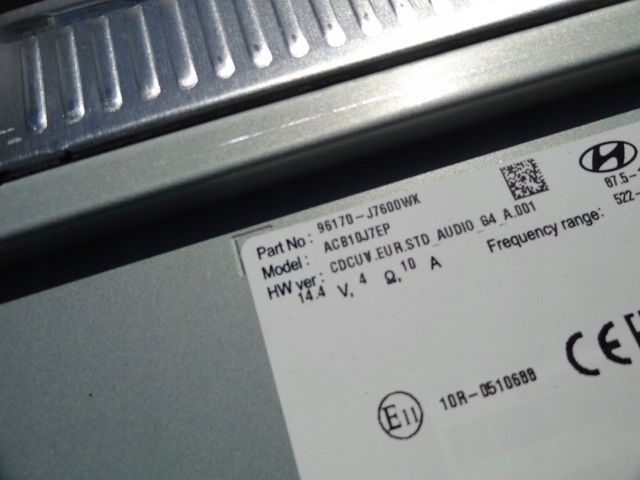 Part No : 96170-J7600WK
Model : ACB10J7EP
HW ver : CDCUV.EUR.STD_AUDIO_G4_A.001
14.4 V, 4 Ω, 10 A
87.5-1
Frequency range: 522-
CE
E11 10R-0510688